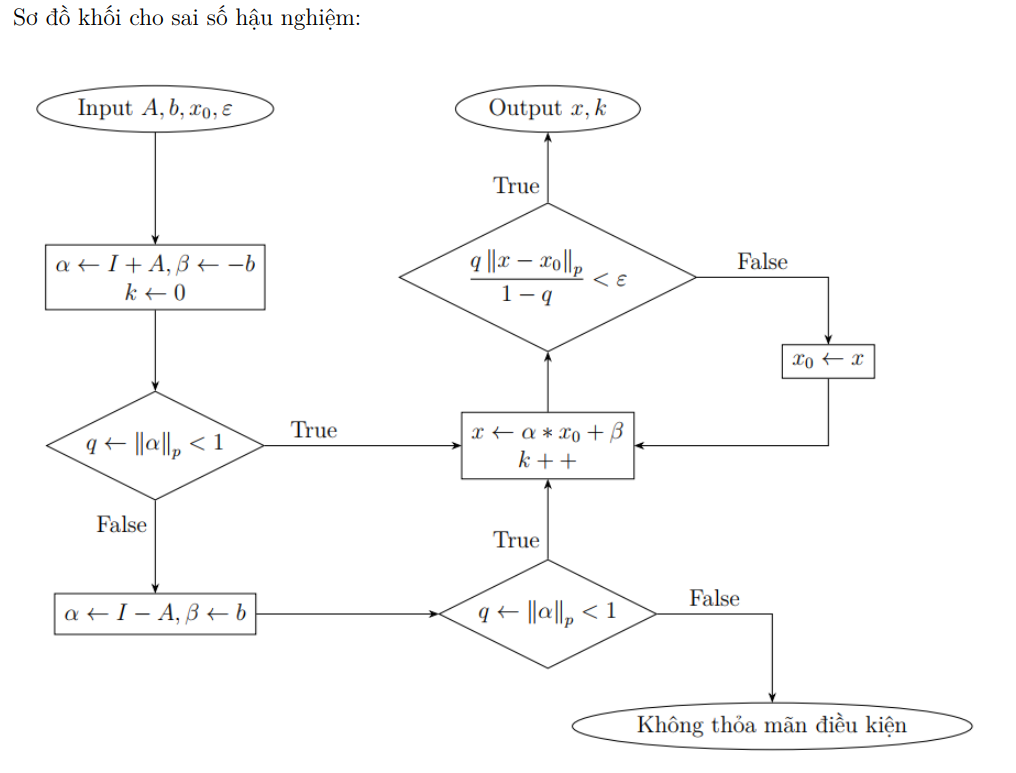 Sơ đồ khối cho sai số hậu nghiệm:
Input A, b, x₀, ε
Output x, k
True
α ← I + A, β ← −b
k ← 0
q ‖x − x₀‖ₚ
1 − q
< ε
False
x₀ ← x
q ← ‖α‖ₚ < 1
True
x ← α ∗ x₀ + β
k + +
False
True
α ← I − A, β ← b
q ← ‖α‖ₚ < 1
False
Không thỏa mãn điều kiện